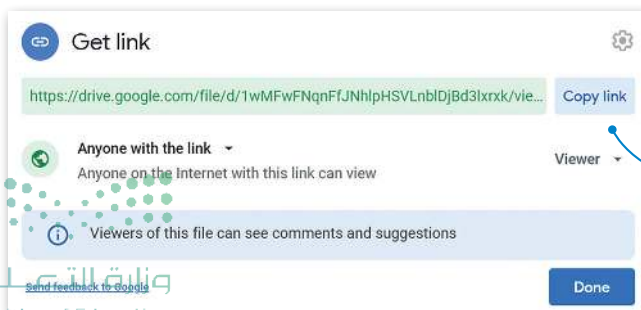 Get link
https://drive.google.com/file/d/1wMFwFNqnFfJNhlpHSVLnblDjBd3lxrxk/vie...
Copy link
Anyone with the link
Anyone on the Internet with this link can view
Viewer
Viewers of this file can see comments and suggestions
Send feedback to Google
Done